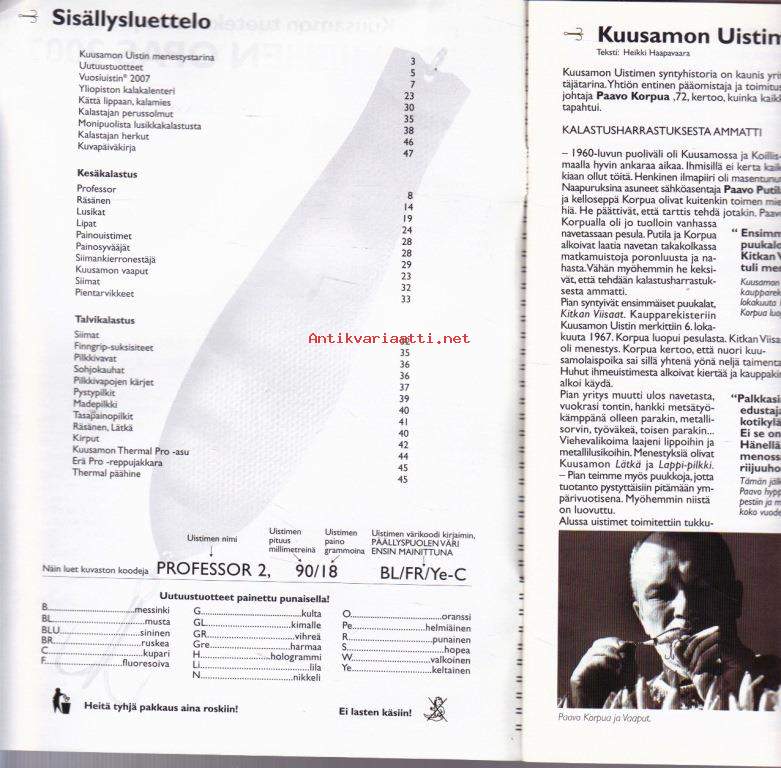 Sisällysluettelo
Kuusamon Uistin menestystarina 3
Uutuustuotteet 5
Vuosiuistin® 2007 7
Yliopiston kalakalenteri 23
Kättä lippaan, kalamies 30
Kalastajan perussolmut 35
Monipuolista lusikkakalastusta 38
Kalastajan herkut 46
Kuvapäiväkirja 47
Kesäkalastus
Professor 8
Räsänen 14
Lusikat 19
Lipat 24
Painouistimet 28
Painosyvääjät 28
Siimankierronestäjä 29
Kuusamon vaaput 23
Siimat 32
Pientarvikkeet 33
Talvikalastus
Siimat
Finngrip-suksisiteet 35
Pilkkivavat 36
Sohjokauhat 36
Pilkkivapojen kärjet 37
Pystypilkit 39
Madepilkki 40
Tasapainopilkit 41
Räsänen, Lätkä 40
Kirput 42
Kuusamon Thermal Pro -asu 44
Erä Pro -reppujakkara 45
Thermal päähine 45
Antikvariaatti.net
Uistimen nimi
Uistimen pituus millimetreinä
Uistimen paino grammoina
Uistimen värikoodi kirjaimin, PÄÄLLYSPUOLEN VÄRI ENSIN MAINITTUNA
Näin luet kuvaston koodeja PROFESSOR 2, 90/18 BL/FR/Ye-C
Uutuustuotteet painettu punaisella!
B...messinki
BL...musta
BLU...sininen
BR...ruskea
C...kupari
F...fluoresoiva
G...kulta
GL...kimalle
GR...vihreä
Gre...harmaa
H...hologrammi
Li...lila
N...nikkeli
O...oranssi
Pe...helmiäinen
R...punainen
S...hopea
W...valkoinen
Ye...keltainen
Heitä tyhjä pakkaus aina roskiin!
Ei lasten käsiin!
Kuusamon Uistim
Teksti: Heikki Haapavaara
Kuusamon Uistimen syntyhistoria on kaunis yri
täjätarina. Yhtiön entinen pääomistaja ja toimitus
johtaja Paavo Korpua ,72, kertoo, kuinka kaikk
tapahtui.
KALASTUSHARRASTUKSESTA AMMATTI
– 1960-luvun puoliväli oli Kuusamossa ja Koillis-
maalla hyvin ankaraa aikaa. Ihmisillä ei kerta kaik
kiaan ollut töitä. Henkinen ilmapiiri oli masentunu
Naapuruksina asuneet sähköasentaja Paavo Putila
ja kelloseppä Korpua olivat kuitenkin toimen mie
hiä. He päättivät, että tarttis tehdä jotakin. Paavo
Korpualla oli jo tuolloin vanhassa
navetassaan pesula. Putila ja Korpua
alkoivat laatia navetan takakolkassa
matkamuistoja poronluusta ja na-
hasta. Vähän myöhemmin he keksi-
vät, että tehdään kalastusharrastuk-
sesta ammatti.
Pian syntyivät ensimmäiset puukalat,
Kitkan Viisaat. Kaupparekisteriin
Kuusamon Uistin merkittiin 6. loka-
kuuta 1967. Korpua luopui pesulasta. Kitkan Viisa
oli menestys. Korpua kertoo, että nuori kuu-
samolaispoika sai sillä yhtenä yönä neljä taimenta
Huhut ihmeuistimesta alkoivat kiertää ja kauppakin
alkoi käydä.
Pian yritys muutti ulos navetasta,
vuokrasi tontin, hankki metsätyö-
kämppänä olleen parakin, metalli-
sorvin, työväkeä, toisen parakin...
Viehevalikoima laajeni lippoihin ja
metallilusikoihin. Menestyksiä olivat
Kuusamon Lätkä ja Lappi-pilkki.
– Pian teimme myös puukkoja, jotta
tuotanto pystyttäisiin pitämään ym-
pärivuotisena. Myöhemmin niistä
on luovuttu.
Alussa uistimet toimitettiin tukku-
“ Ensimm
puukalo
Kitkan V
tuli men
Kuusamon
kaupparek
lokakuuta
Korpua luop
“Palkkasin
edustaja
kotikylä
Ei se on
Hänellä
menoss
riijuuho
Tämän jälk
Paavo hypp
pestiin ja m
koko vuode
Paavo Korpua ja Vaaput.